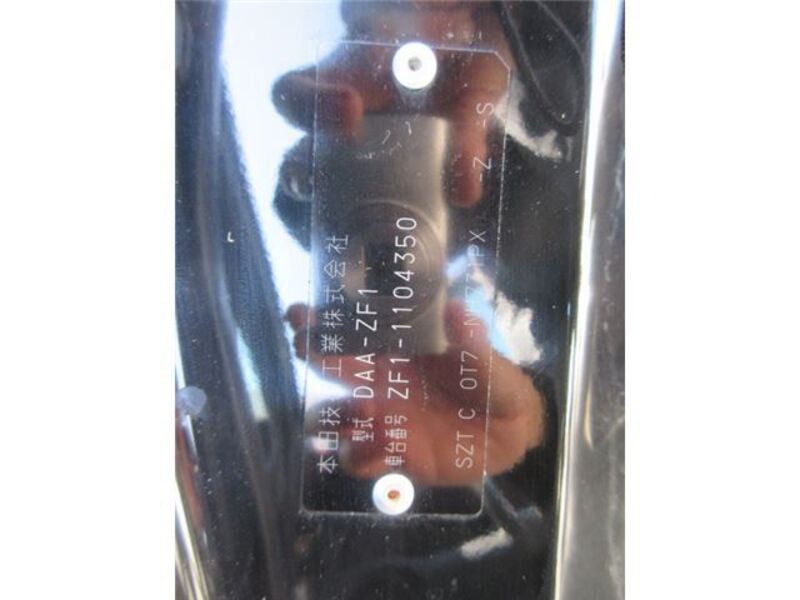 本田技 工業株式会社
型式 DAA-ZF1
車台番号 ZF1-1104350
SZT C 0T7 -Z -S